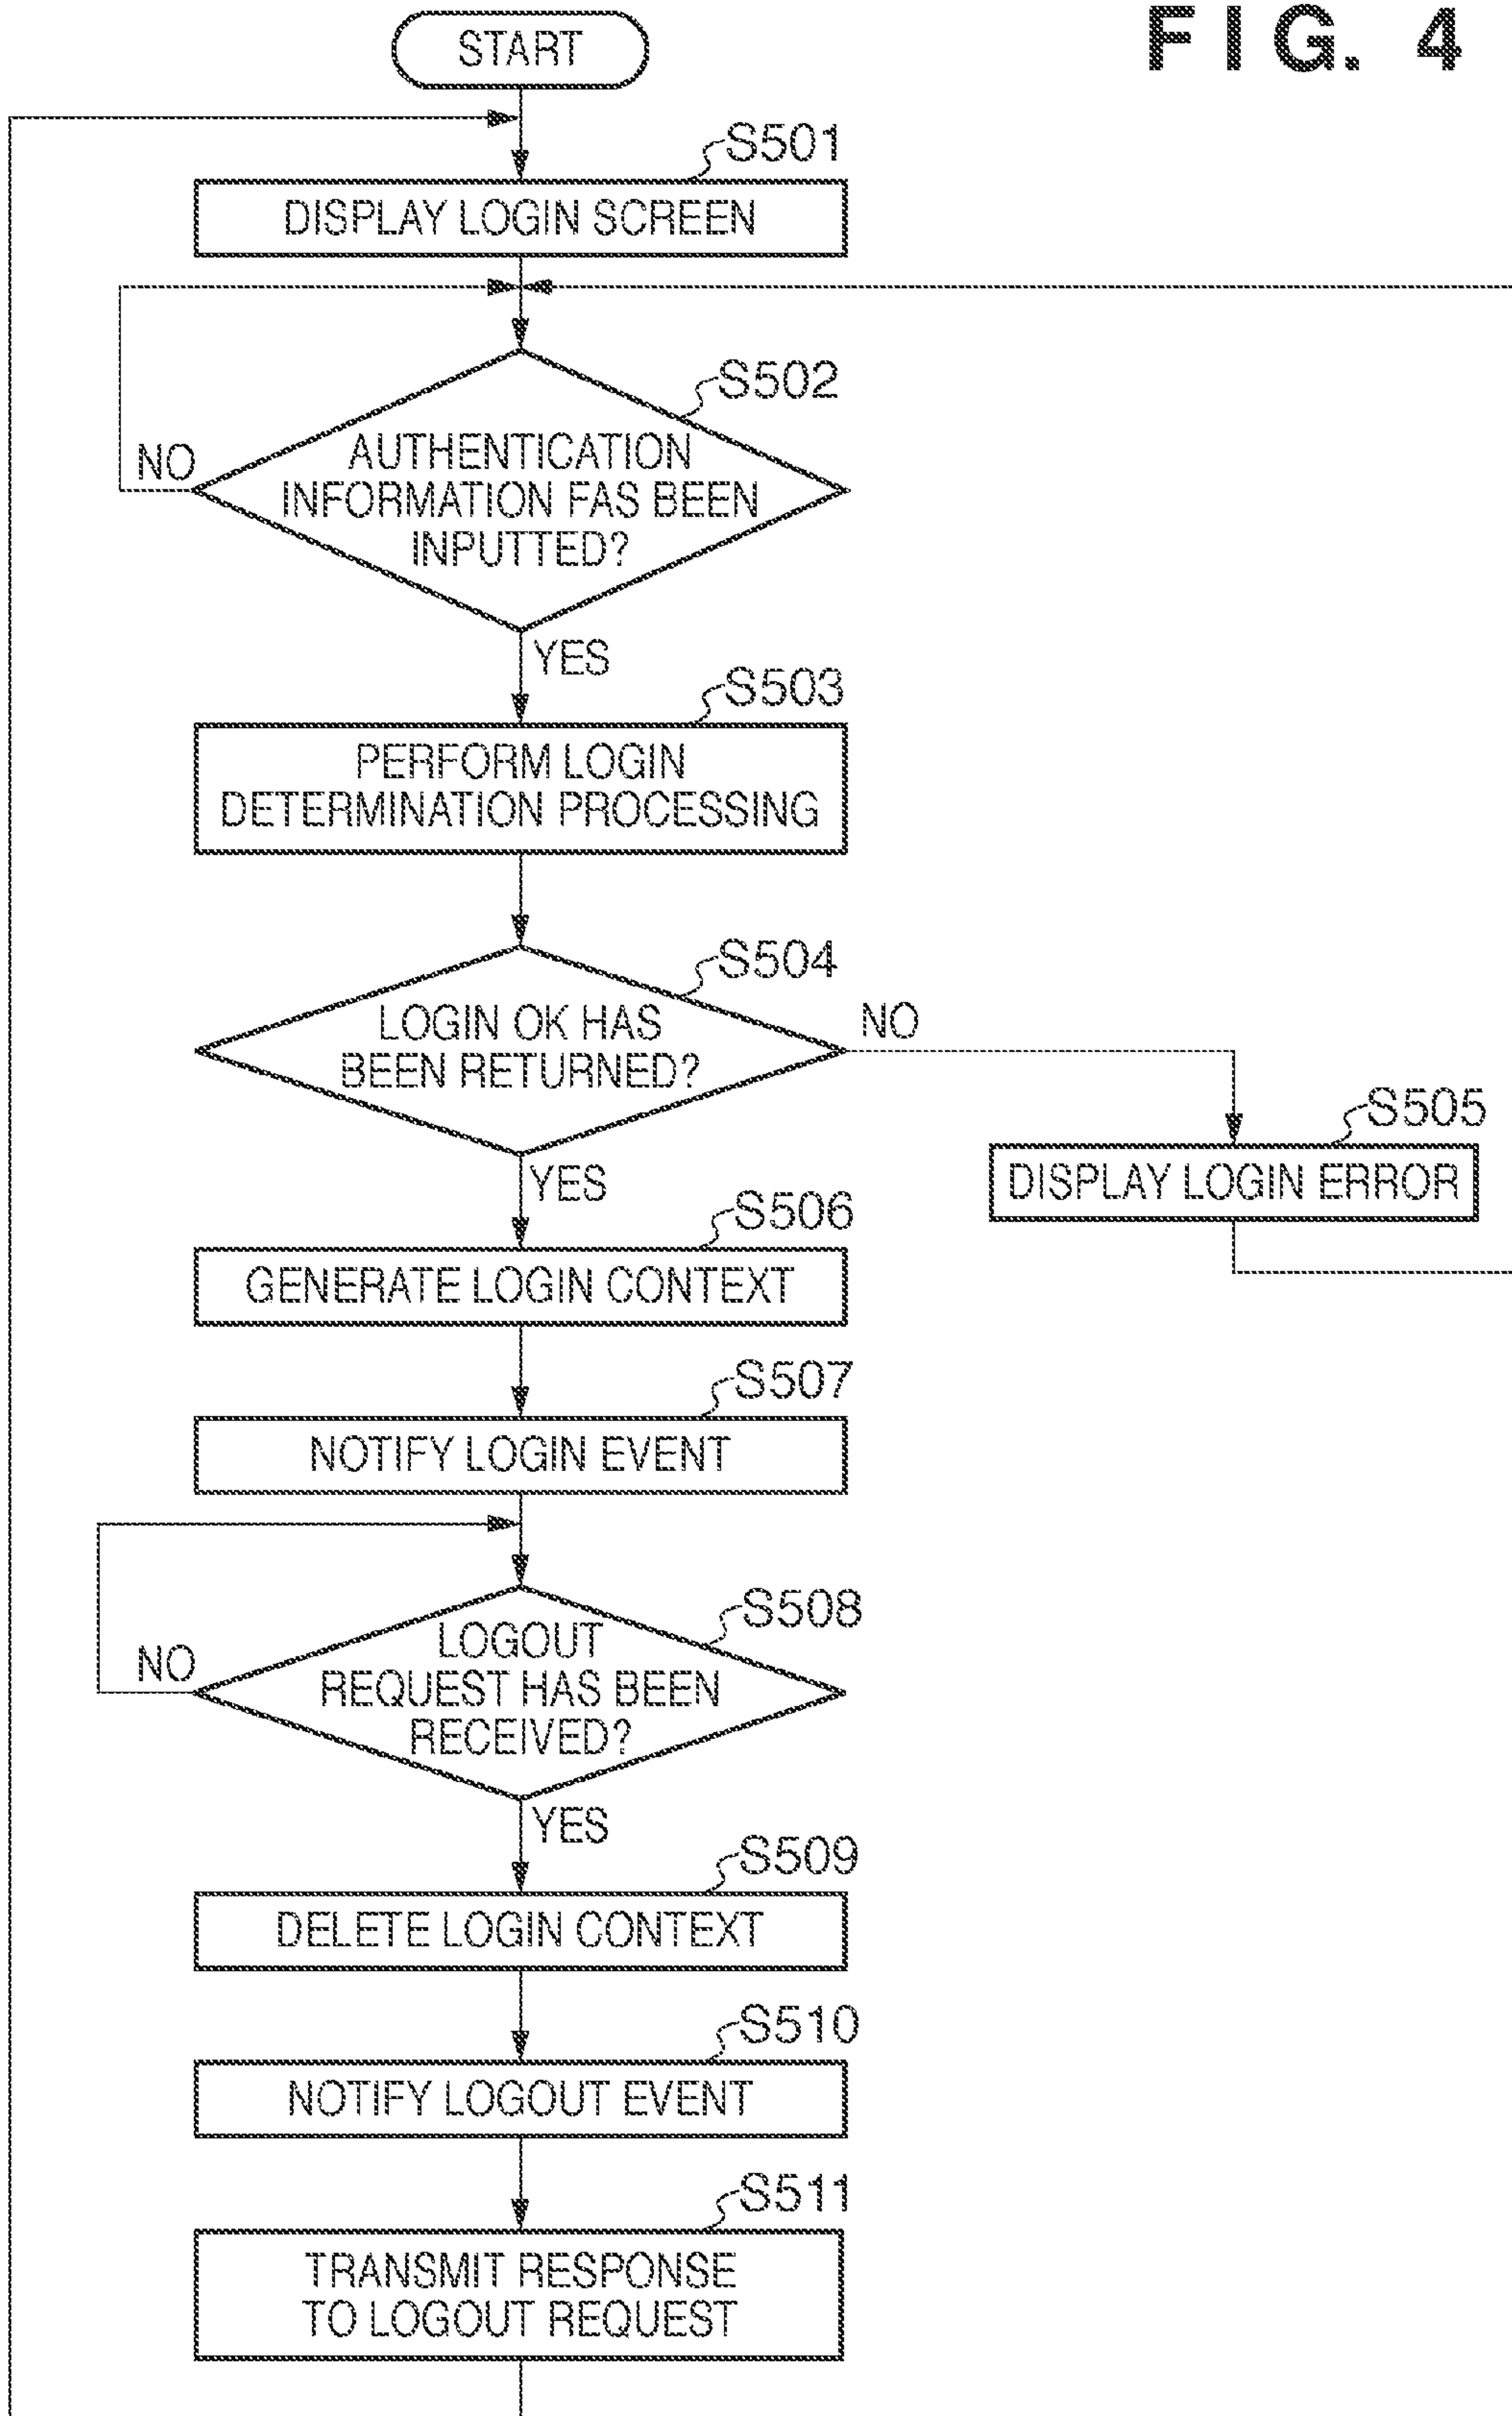 FIG. 4
START
S501
DISPLAY LOGIN SCREEN
S502
AUTHENTICATION
INFORMATION FAS BEEN
INPUTTED?
NO
YES
S503
PERFORM LOGIN
DETERMINATION PROCESSING
S504
LOGIN OK HAS
BEEN RETURNED?
NO
YES
S505
DISPLAY LOGIN ERROR
S506
GENERATE LOGIN CONTEXT
S507
NOTIFY LOGIN EVENT
S508
LOGOUT
REQUEST HAS BEEN
RECEIVED?
NO
YES
S509
DELETE LOGIN CONTEXT
S510
NOTIFY LOGOUT EVENT
S511
TRANSMIT RESPONSE
TO LOGOUT REQUEST